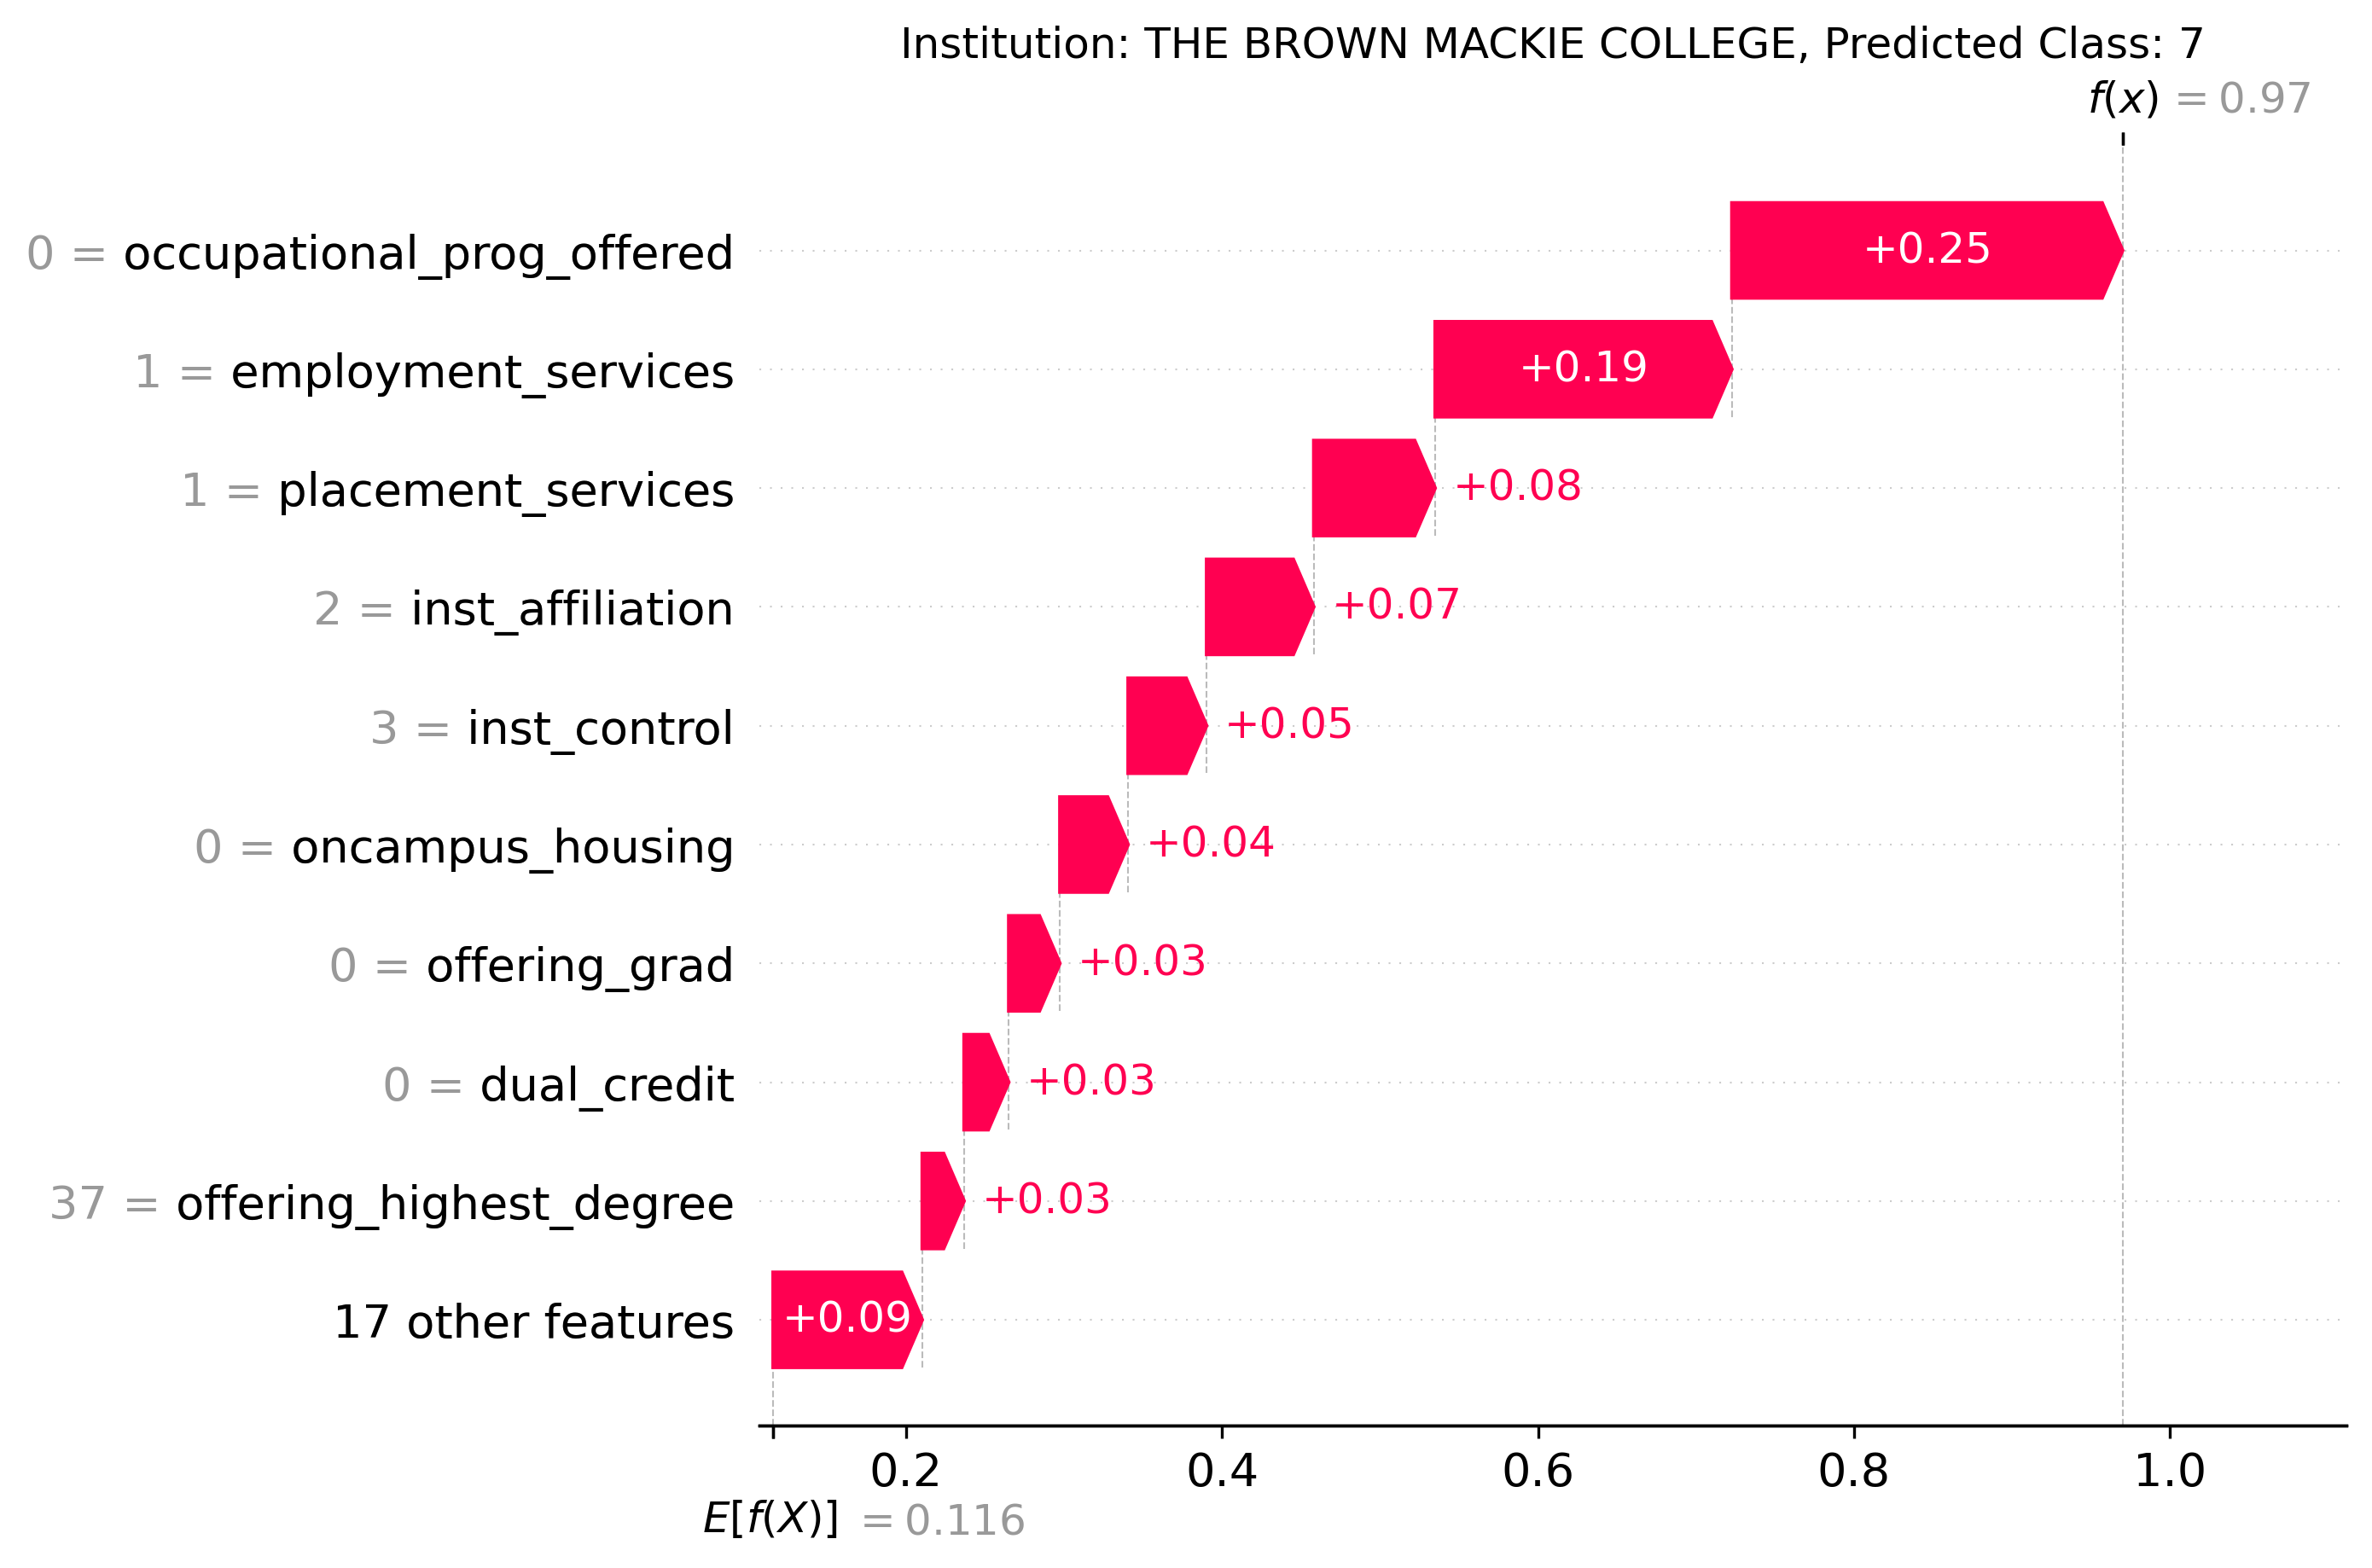 Institution: THE BROWN MACKIE COLLEGE, Predicted Class: 7
f(x) = 0.97
0 = occupational_prog_offered +0.25
1 = employment_services +0.19
1 = placement_services +0.08
2 = inst_affiliation +0.07
3 = inst_control +0.05
0 = oncampus_housing +0.04
0 = offering_grad +0.03
0 = dual_credit +0.03
37 = offering_highest_degree +0.03
17 other features +0.09
0.2 0.4 0.6 0.8 1.0
E[f(X)] = 0.116